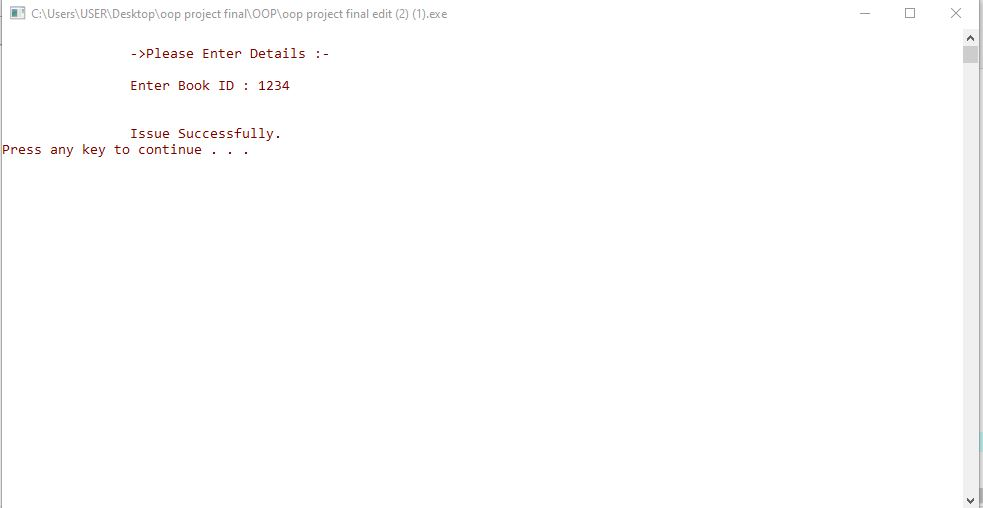 C:\Users\USER\Desktop\oop project final\OOP\oop project final edit (2) (1).exe
->Please Enter Details :-
Enter Book ID : 1234
Issue Successfully.
Press any key to continue . . .